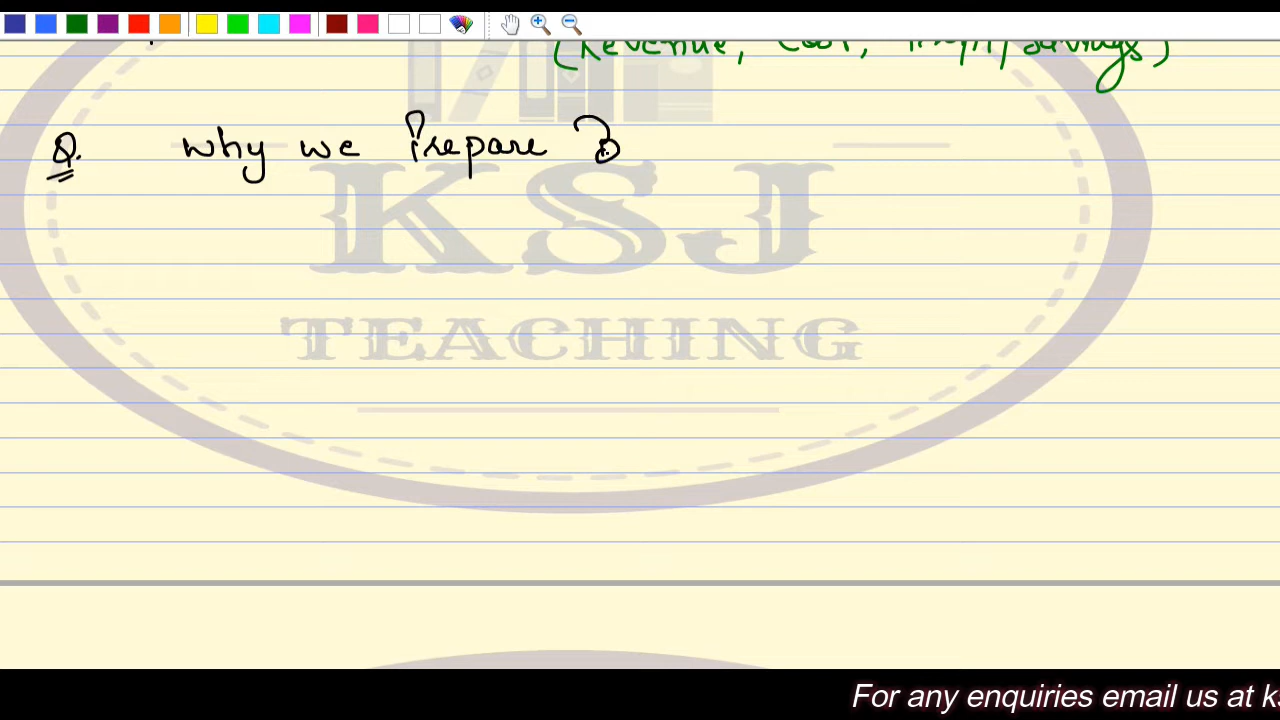 (Revenue, Cost, Profit/Savings)
Q. why we Prepare B
KSJ
TEACHING
For any enquiries email us at k